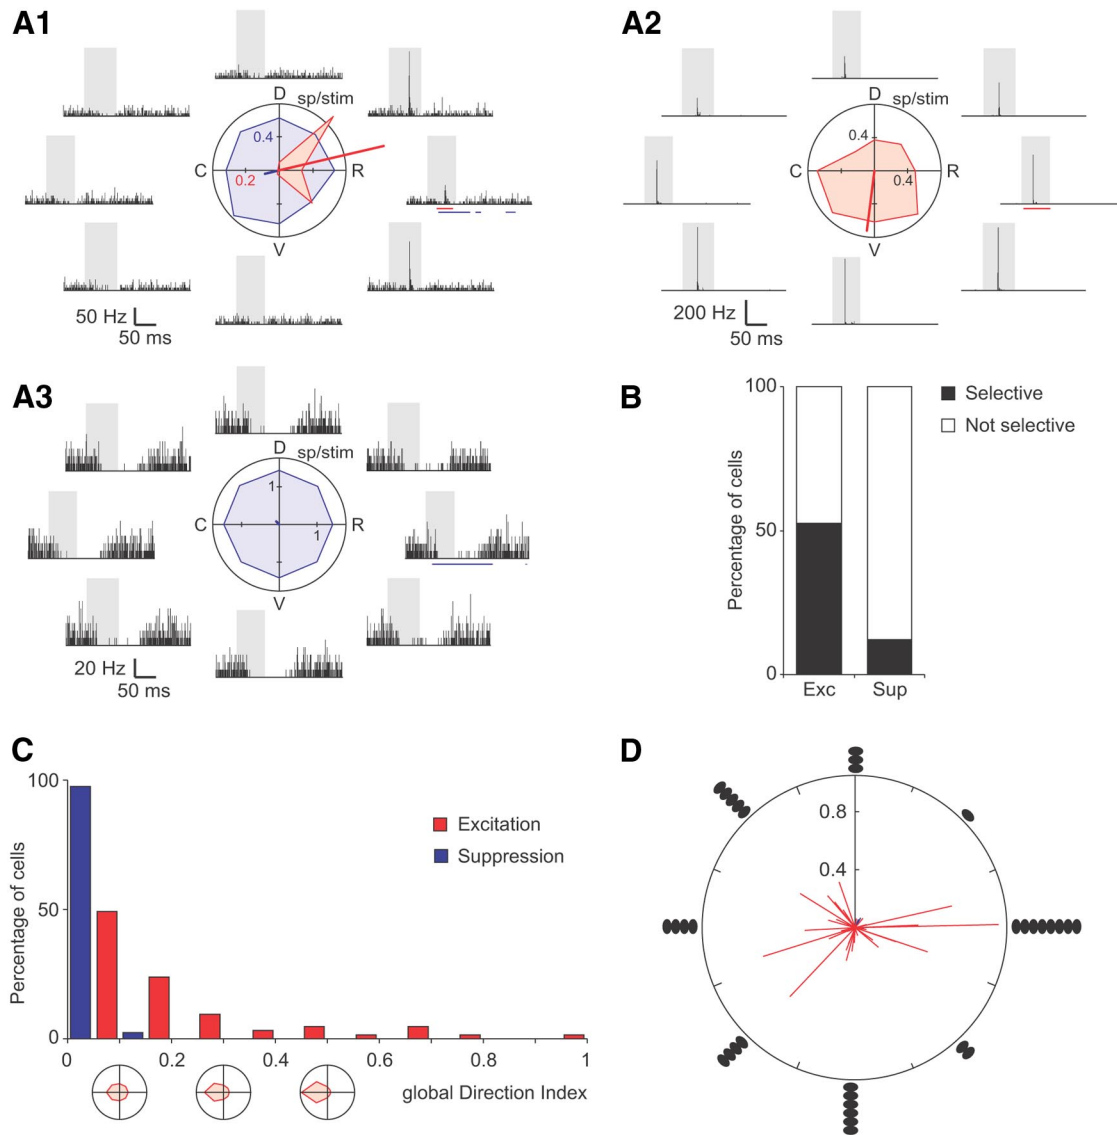 A1
D
sp/stim
0.4
C
0.2
R
V
50 Hz
50 ms
A2
D
sp/stim
0.4
C
0.4
R
V
200 Hz
50 ms
A3
D
sp/stim
1
C
1
R
V
20 Hz
50 ms
B
100
50
0
Percentage of cells
Exc
Sup
Selective
Not selective
C
100
50
0
Percentage of cells
Excitation
Suppression
0
0.2
0.4
0.6
0.8
1
global Direction Index
D
0.8
0.4